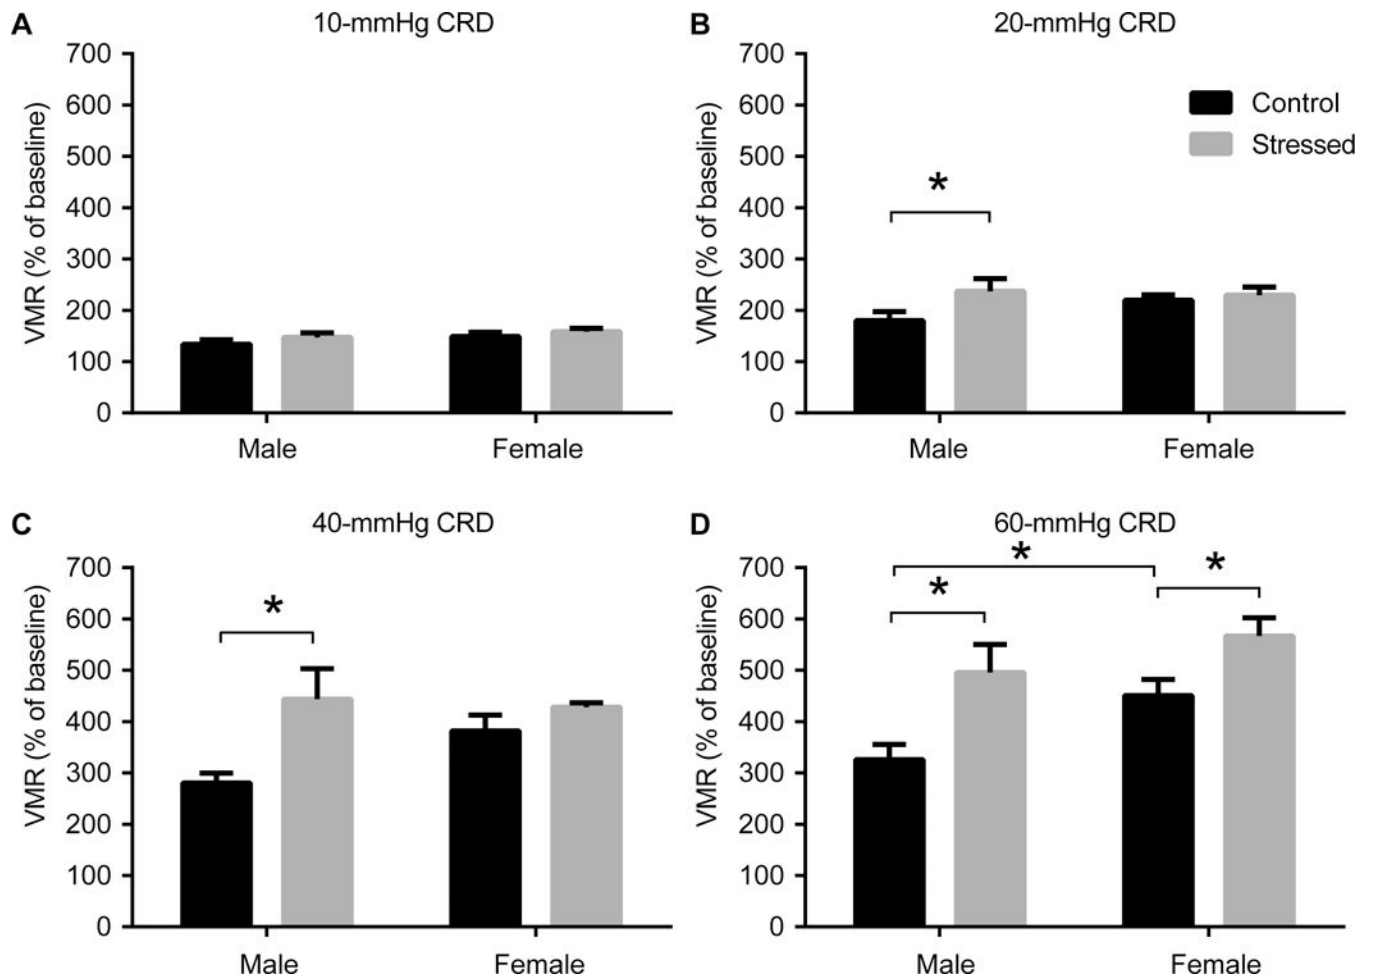 A
10-mmHg CRD
VMR (% of baseline)
700
600
500
400
300
200
100
0
Male
Female
B
20-mmHg CRD
VMR (% of baseline)
700
600
500
400
300
200
100
0
*
Control
Stressed
Male
Female
C
40-mmHg CRD
VMR (% of baseline)
700
600
500
400
300
200
100
0
*
Male
Female
D
60-mmHg CRD
VMR (% of baseline)
700
600
500
400
300
200
100
0
*
*
*
Male
Female